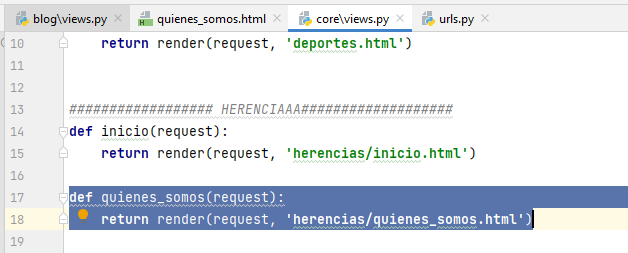 blog\views.py quienes_somos.html core\views.py urls.py
10 return render(request, 'deportes.html')
11
12
13 ################## HERENCIAAA###################
14 def inicio(request):
15 return render(request, 'herencias/inicio.html')
16
17 def quienes_somos(request):
18 return render(request, 'herencias/quienes_somos.html')
19